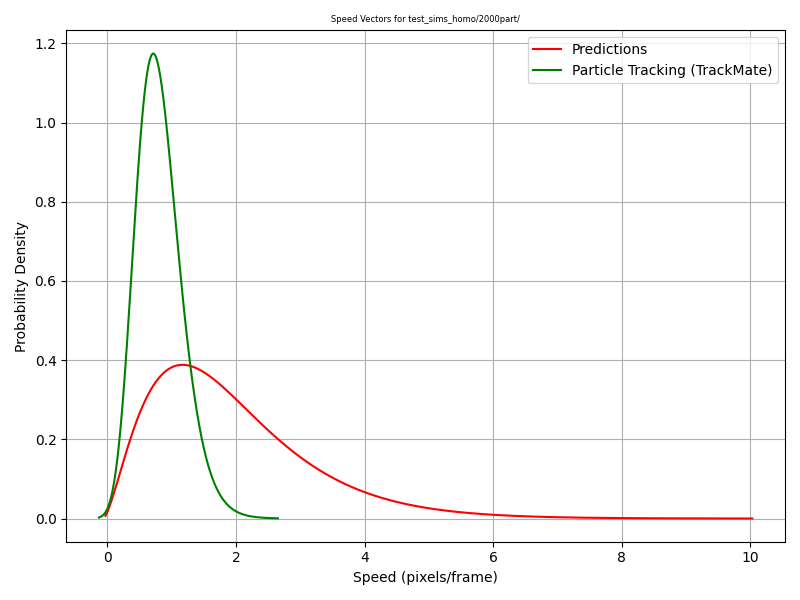 Speed Vectors for test_sims_homo/2000part/
Predictions
Particle Tracking (TrackMate)
Probability Density
1.2
1.0
0.8
0.6
0.4
0.2
0.0
0 2 4 6 8 10
Speed (pixels/frame)